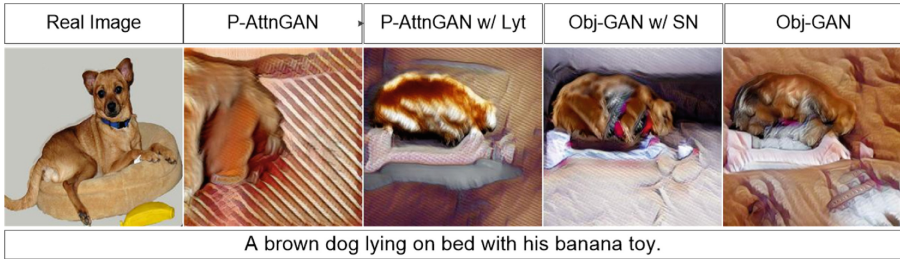 Real Image
P-AttnGAN
P-AttnGAN w/ Lyt
Obj-GAN w/ SN
Obj-GAN
A brown dog lying on bed with his banana toy.